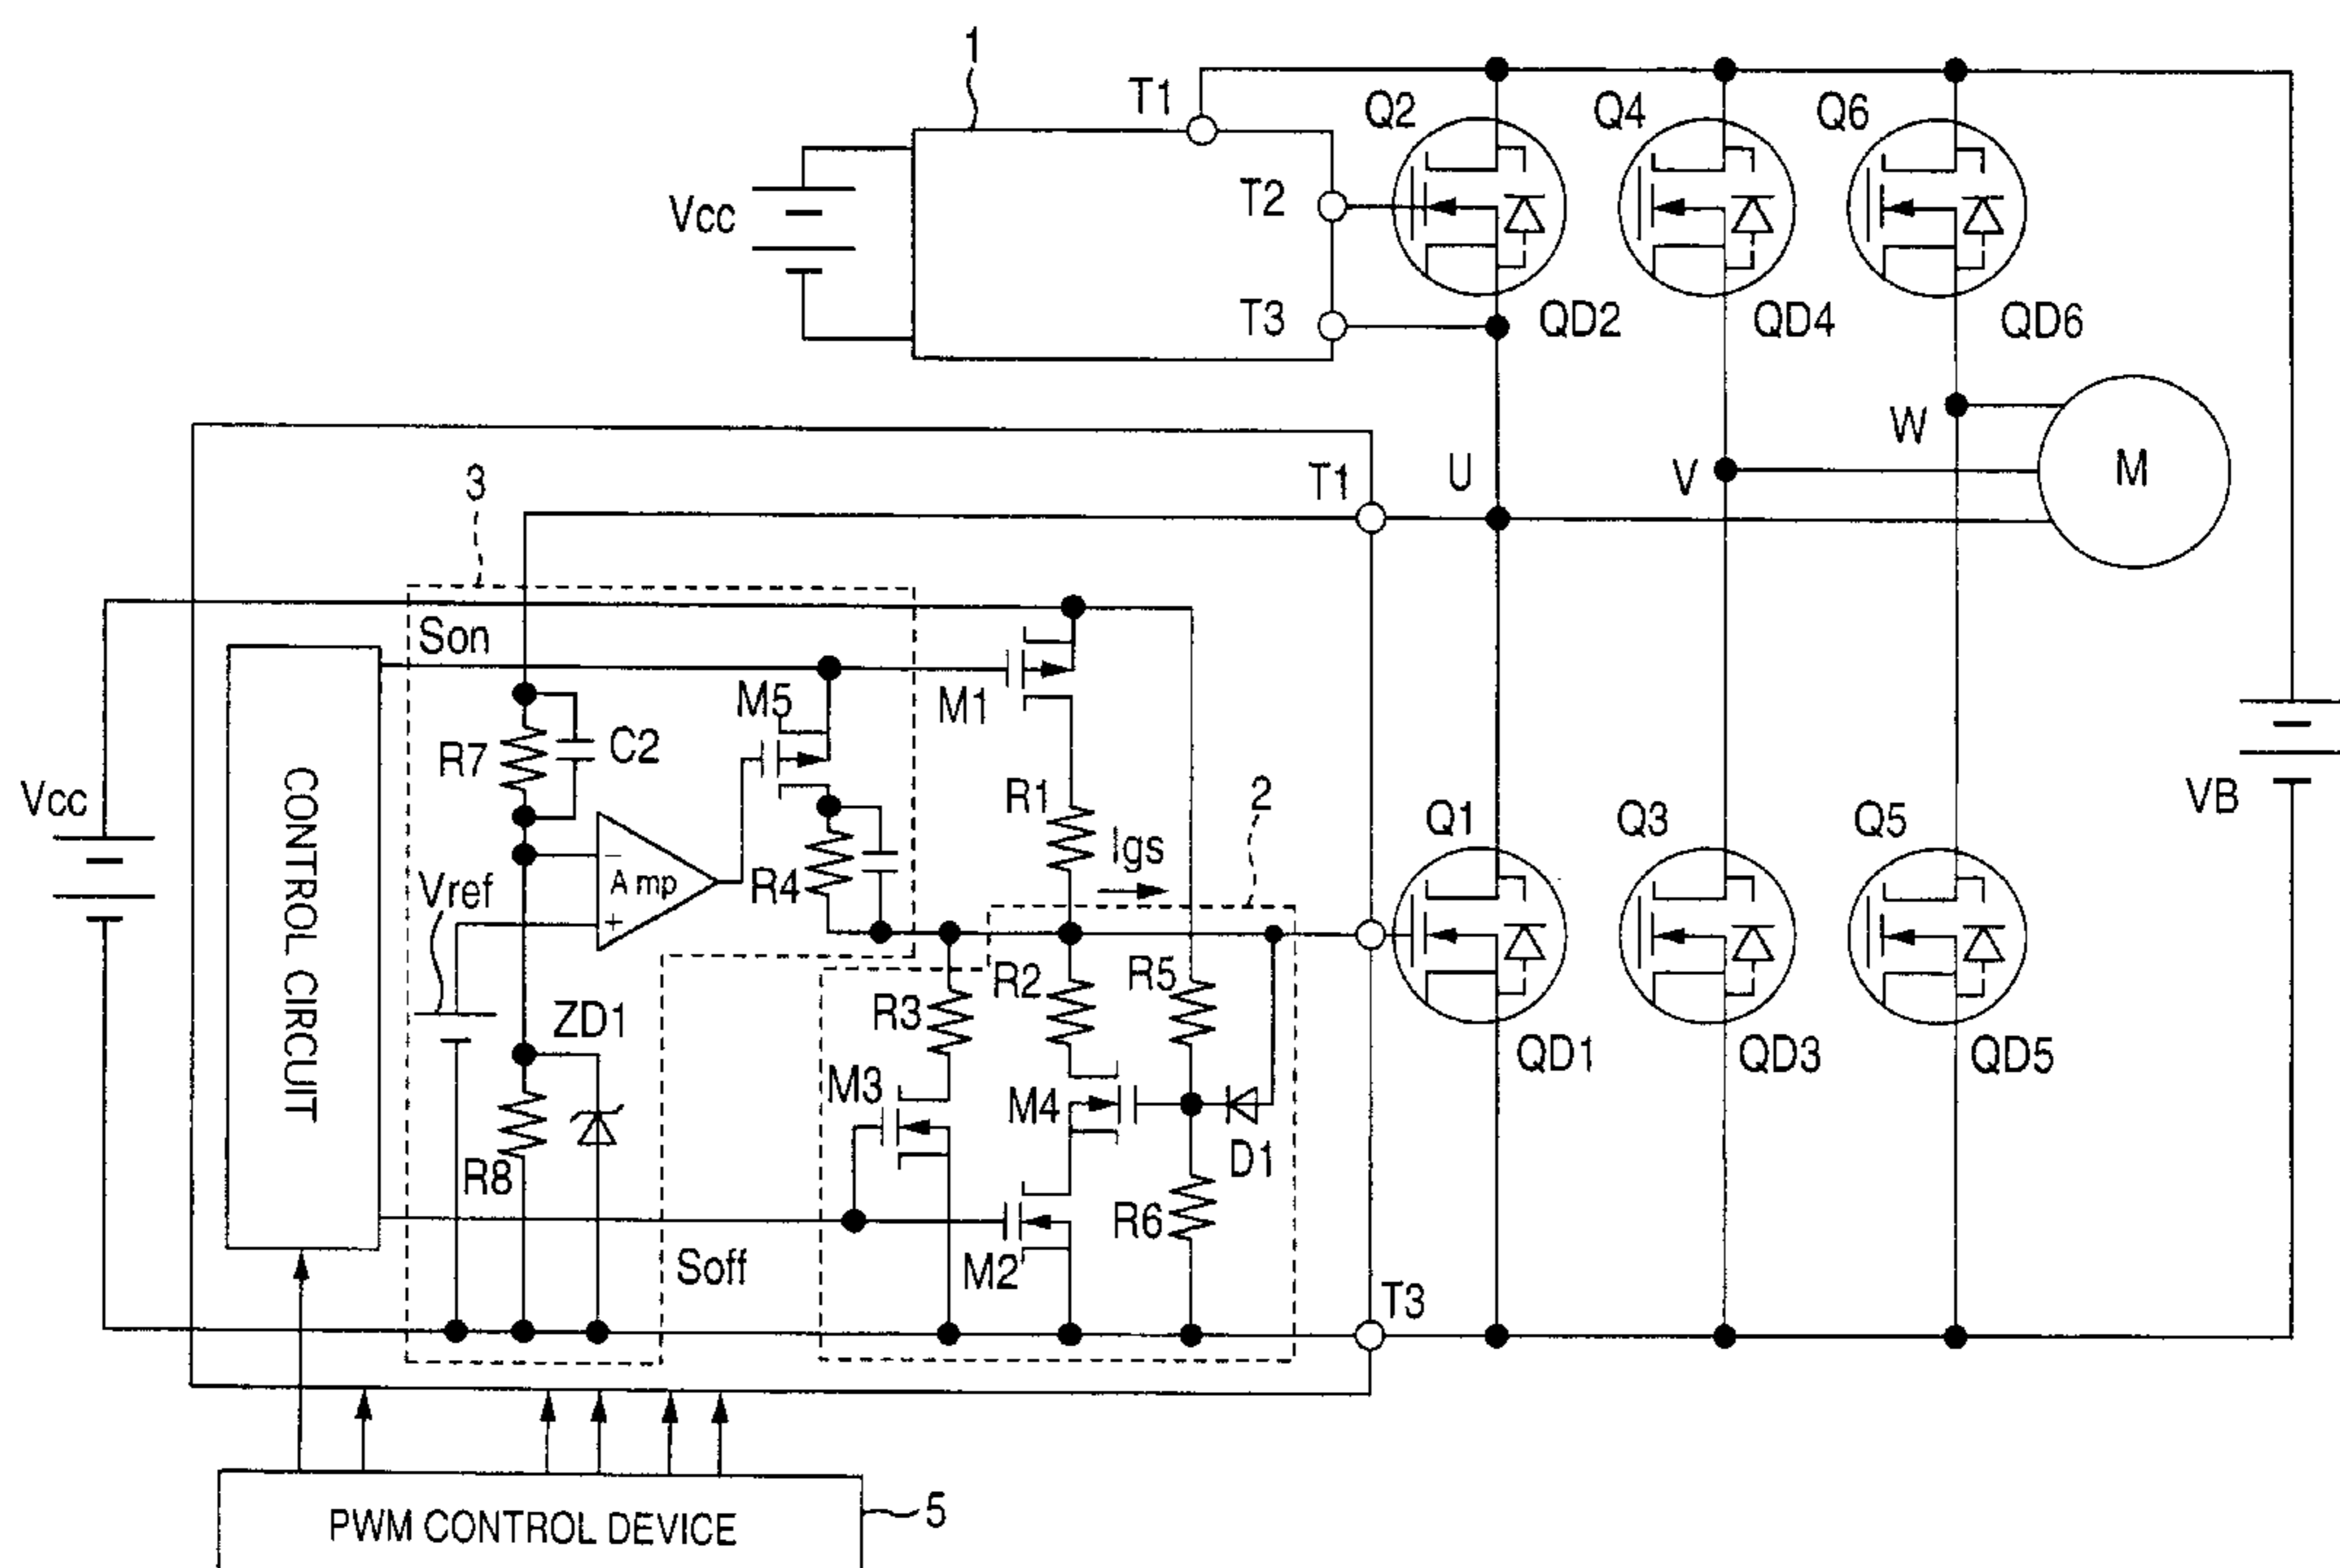 1
T1
Q2
Q4
Q6
Vcc
T2
T3
QD2
QD4
QD6
W
3
T1
U
V
M
Son
M5
M1
R7
C2
Vcc
R1
2
VB
Igs
Q1
Q3
Q5
CONTROL CIRCUIT
Vref
−
Amp
+
R4
R3
R2
R5
ZD1
QD1
QD3
QD5
M3
M4
D1
R8
R6
Soff
M2'
T3
PWM CONTROL DEVICE
5